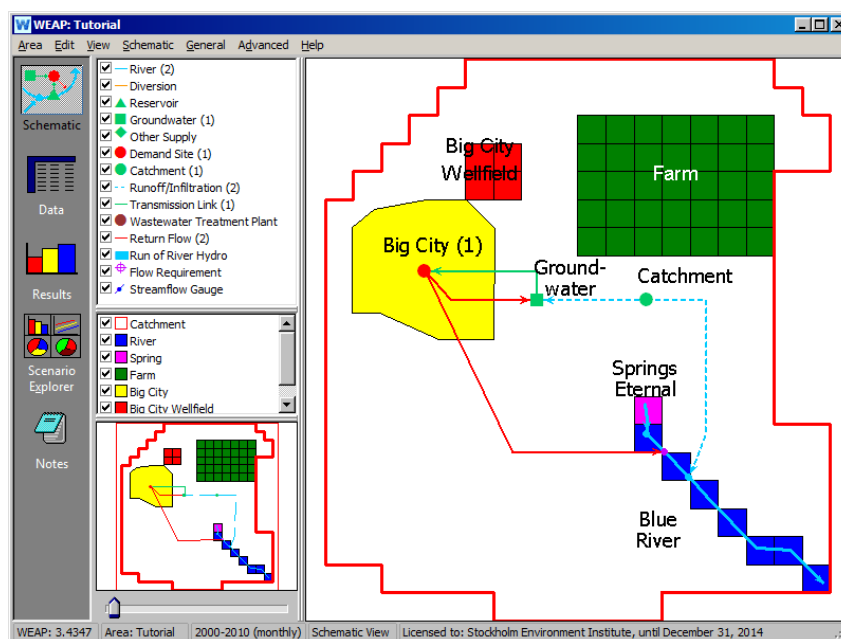 WEAP: Tutorial
Area Edit View Schematic General Advanced Help
Schematic
Data
Results
Scenario
Explorer
Notes
River (2)
Diversion
Reservoir
Groundwater (1)
Other Supply
Demand Site (1)
Catchment (1)
Runoff/Infiltration (2)
Transmission Link (1)
Wastewater Treatment Plant
Return Flow (2)
Run of River Hydro
Flow Requirement
Streamflow Gauge
Catchment
River
Spring
Farm
Big City
Big City Wellfield
Big City
Wellfield
Farm
Big City (1)
Ground-
water
Catchment
Springs
Eternal
Blue
River
WEAP: 3.4347 Area: Tutorial 2000-2010 (monthly) Schematic View Licensed to: Stockholm Environment Institute, until December 31, 2014